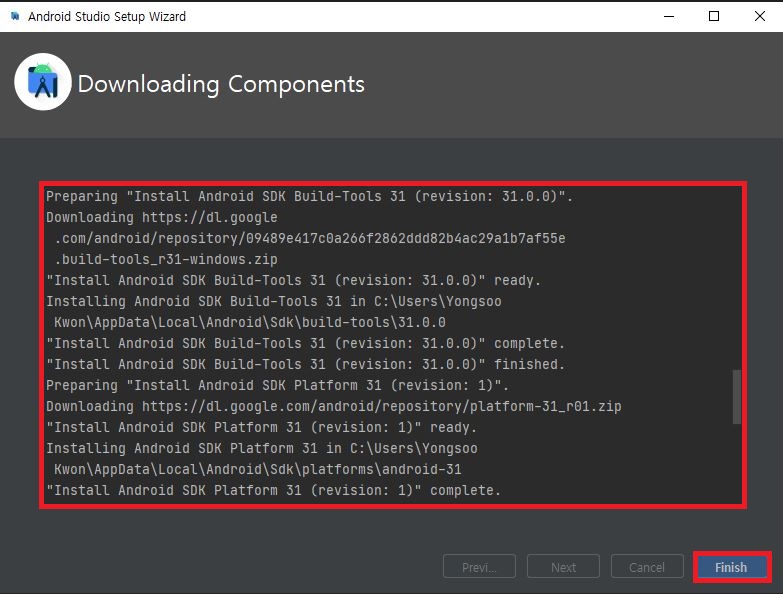 Android Studio Setup Wizard
Downloading Components
Preparing "Install Android SDK Build-Tools 31 (revision: 31.0.0)".
Downloading https://dl.google
.com/android/repository/09489e417c0a266f2862ddd82b4ac29a1b7af55e
.build-tools_r31-windows.zip
"Install Android SDK Build-Tools 31 (revision: 31.0.0)" ready.
Installing Android SDK Build-Tools 31 in C:\Users\Yongsoo
Kwon\AppData\Local\Android\Sdk\build-tools\31.0.0
"Install Android SDK Build-Tools 31 (revision: 31.0.0)" complete.
"Install Android SDK Build-Tools 31 (revision: 31.0.0)" finished.
Preparing "Install Android SDK Platform 31 (revision: 1)".
Downloading https://dl.google.com/android/repository/platform-31_r01.zip
"Install Android SDK Platform 31 (revision: 1)" ready.
Installing Android SDK Platform 31 in C:\Users\Yongsoo
Kwon\AppData\Local\Android\Sdk\platforms\android-31
"Install Android SDK Platform 31 (revision: 1)" complete.
Previ... Next Cancel Finish